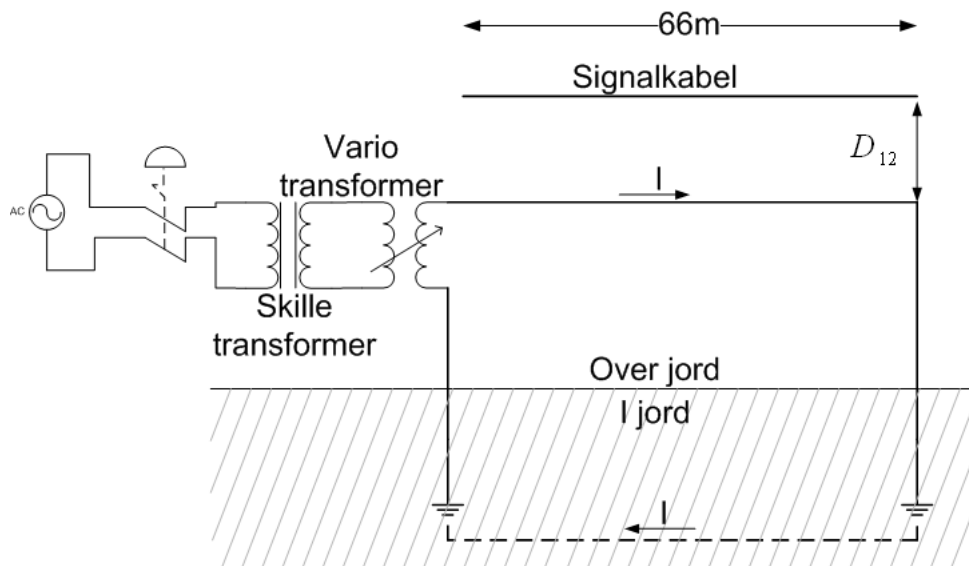 66m
Signalkabel
D12
Vario
transformer
I
AC
Skille
transformer
Over jord
I jord
I